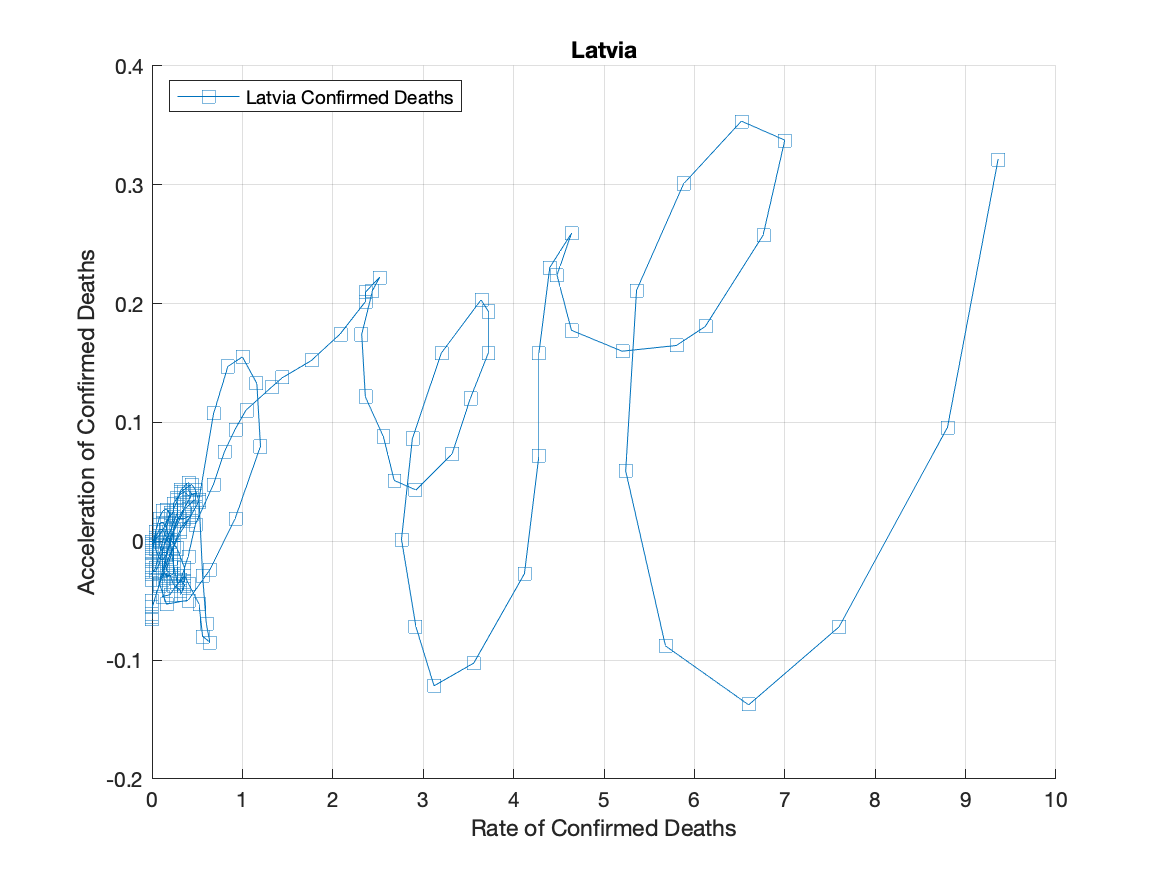 Latvia
Latvia Confirmed Deaths
0.4
0.3
0.2
0.1
0
-0.1
-0.2
Acceleration of Confirmed Deaths
0 1 2 3 4 5 6 7 8 9 10
Rate of Confirmed Deaths